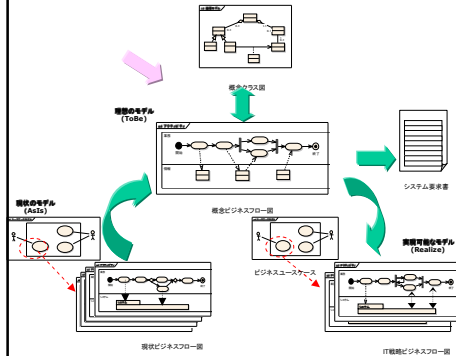 概念クラス図
理想のモデル
(ToBe)
開始
終了
概念ビジネスフロー図
システム要求書
現状のモデル
(AsIs)
ビジネスユースケース
実現可能なモデル
(Realize)
現状ビジネスフロー図
IT戦略ビジネスフロー図